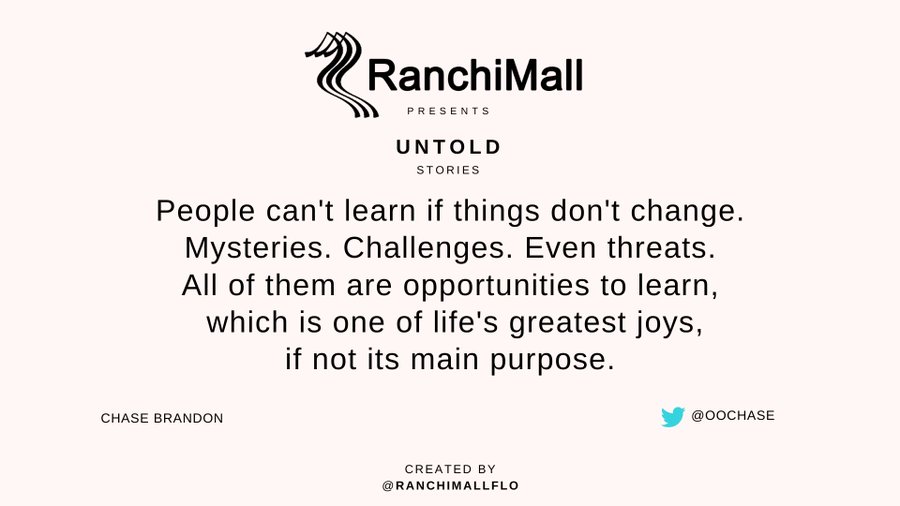 RanchiMall
PRESENTS
UNTOLD
STORIES
People can't learn if things don't change.
Mysteries. Challenges. Even threats.
All of them are opportunities to learn,
which is one of life's greatest joys,
if not its main purpose.
CHASE BRANDON
@OOCHASE
CREATED BY
@RANCHIMALLFLO